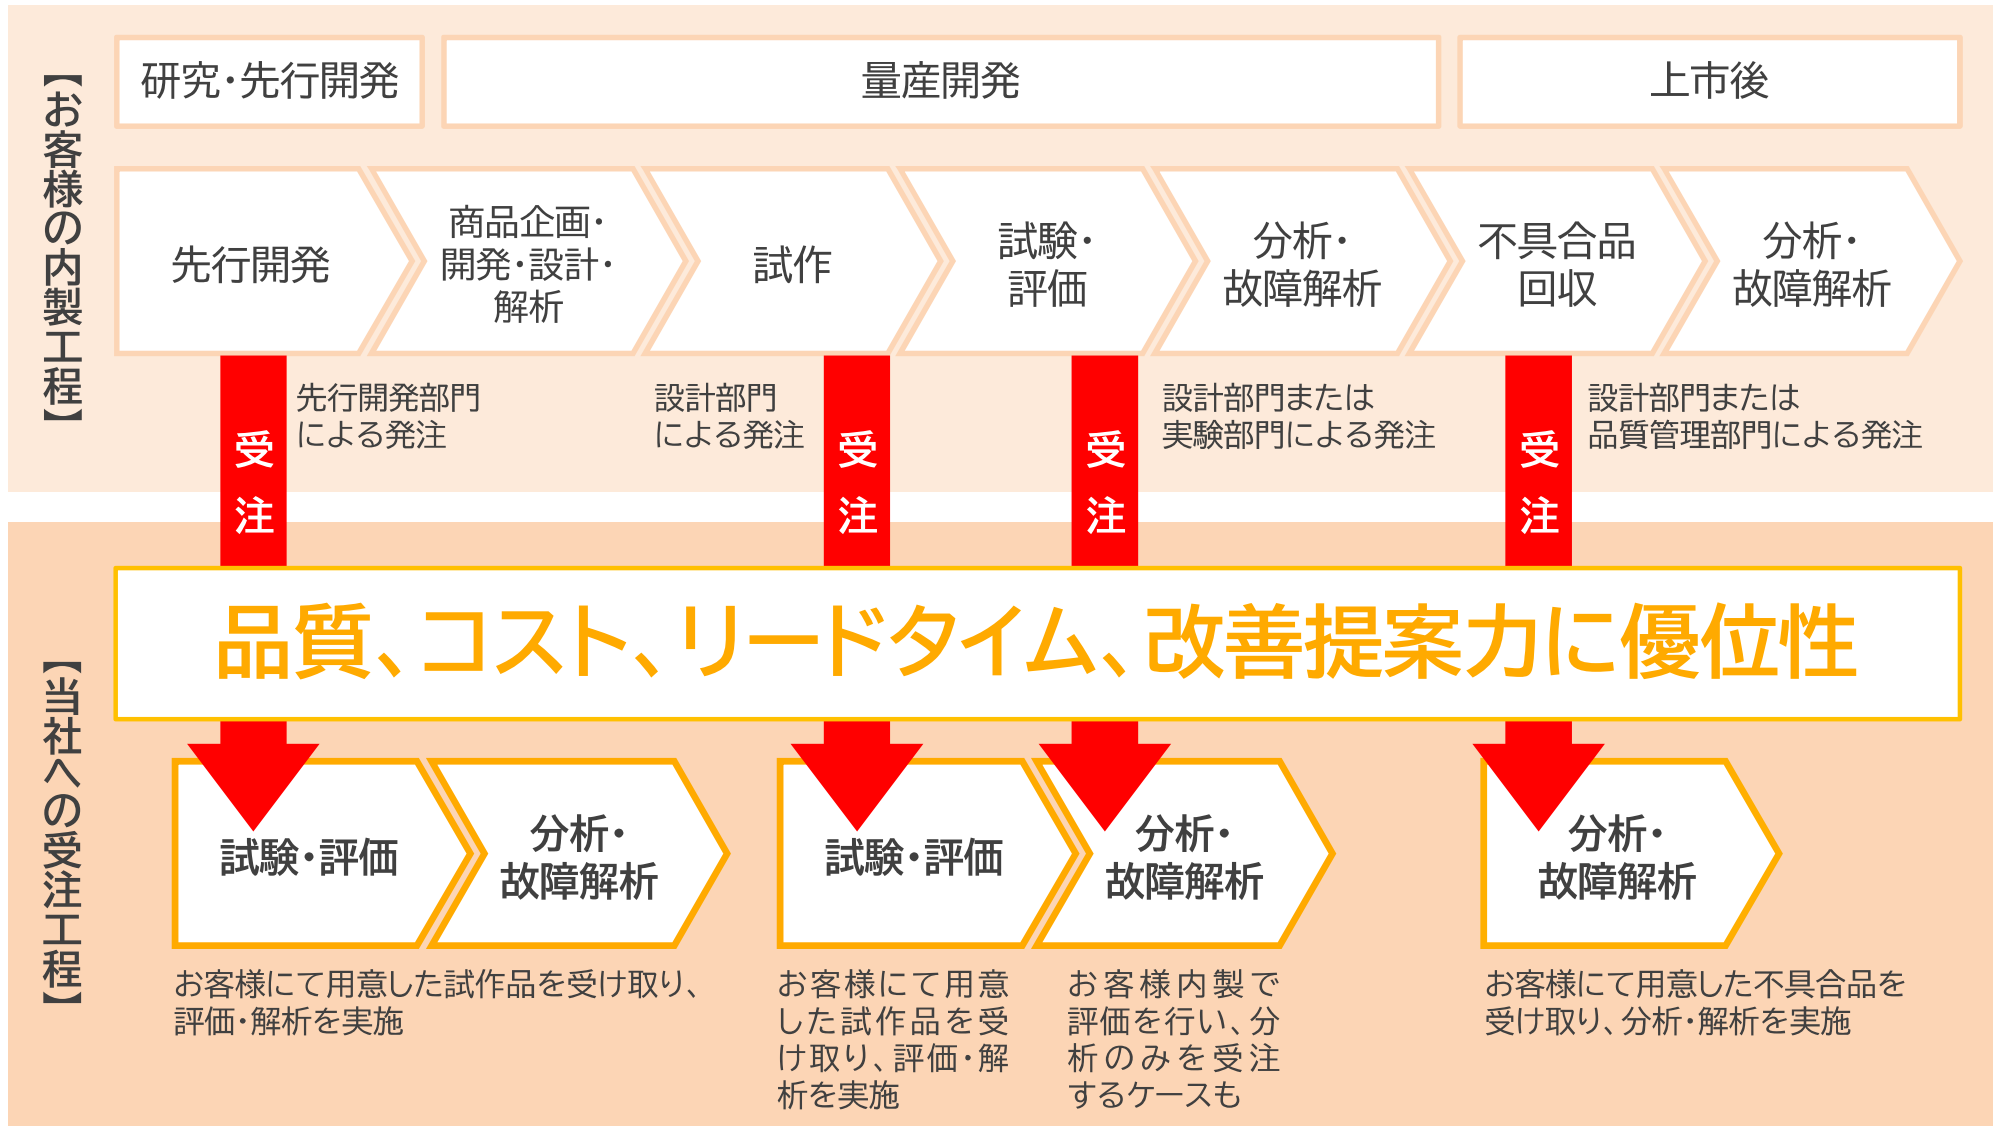 【お客様の内製工程】
研究・先行開発
量産開発
上市後
先行開発
商品企画・
開発・設計・
解析
試作
試験・
評価
分析・
故障解析
不具合品
回収
分析・
故障解析
受注
先行開発部門
による発注
設計部門
による発注
受注
受注
設計部門または
実験部門による発注
受注
設計部門または
品質管理部門による発注
【当社への受注工程】
品質、コスト、リードタイム、改善提案力に優位性
試験・評価
分析・
故障解析
試験・評価
分析・
故障解析
分析・
故障解析
お客様にて用意した試作品を受け取り、
評価・解析を実施
お客様にて用意
した試作品を受
け取り、評価・解
析を実施
お客様内製で
評価を行い、分
析のみを受注
するケースも
お客様にて用意した不具合品を
受け取り、分析・解析を実施